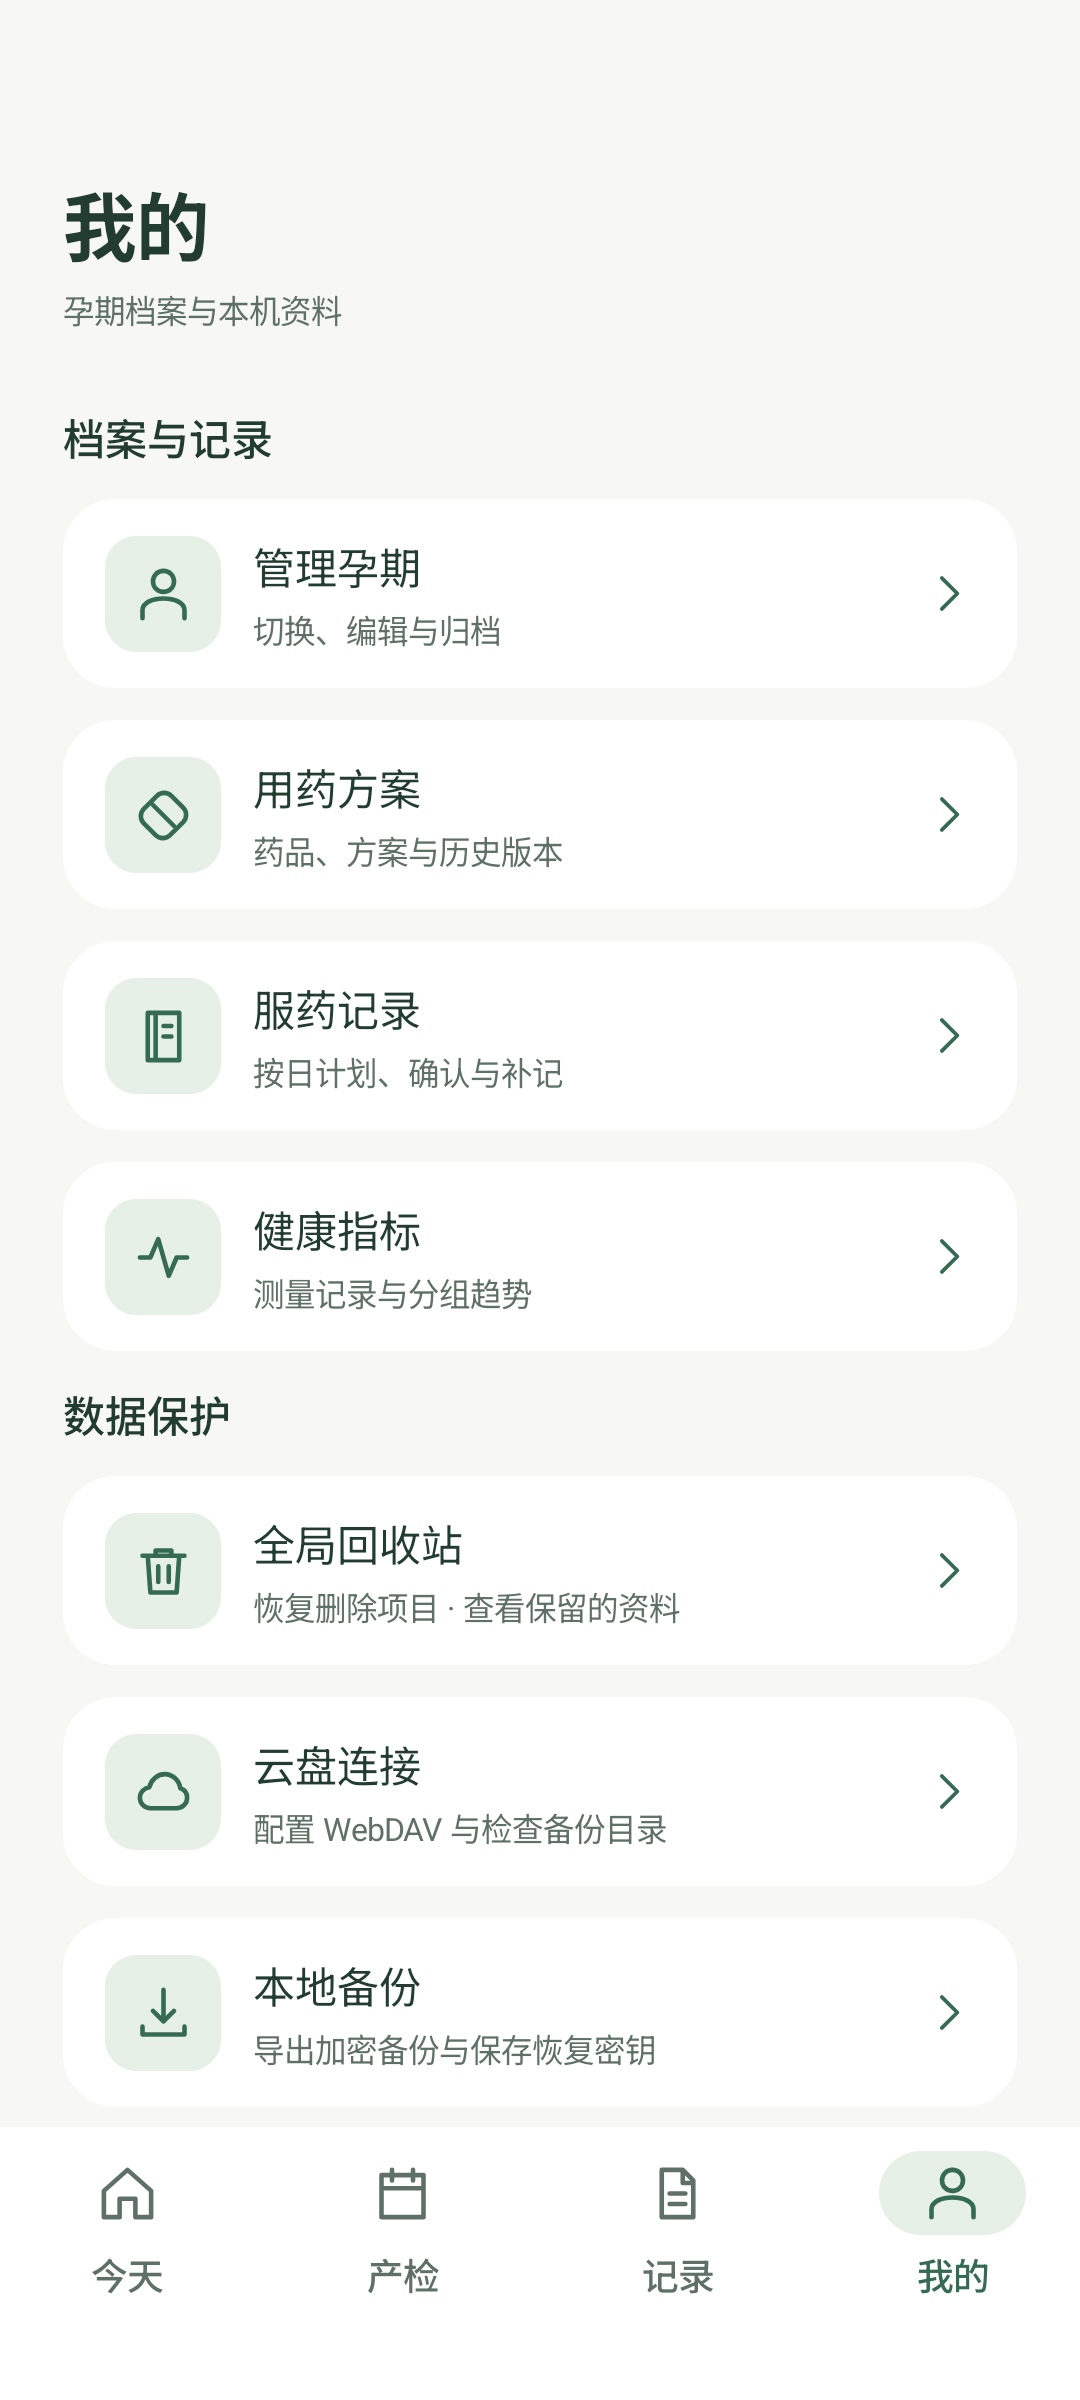 我的
孕期档案与本机资料
档案与记录
管理孕期
切换、编辑与归档
用药方案
药品、方案与历史版本
服药记录
按日计划、确认与补记
健康指标
测量记录与分组趋势
数据保护
全局回收站
恢复删除项目 · 查看保留的资料
云盘连接
配置 WebDAV 与检查备份目录
本地备份
导出加密备份与保存恢复密钥
今天
产检
记录
我的